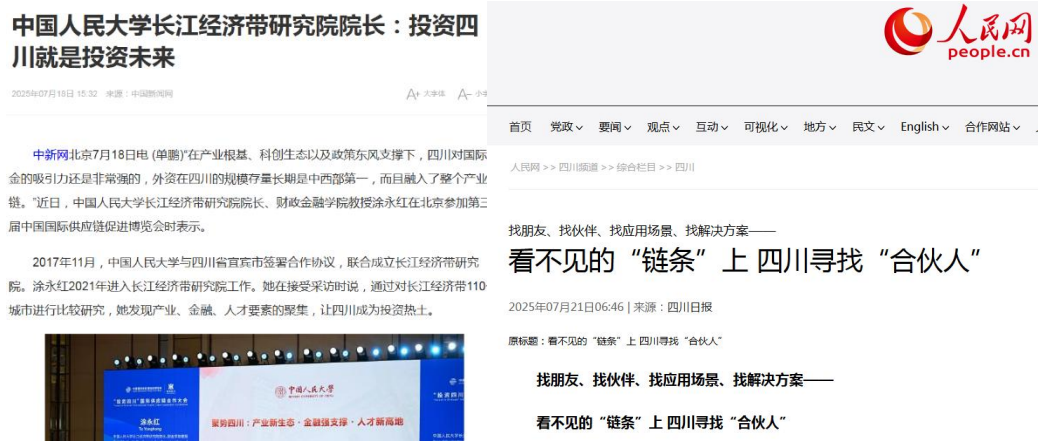 中国人民大学长江经济带研究院院长：投资四
川就是投资未来
2025年07月18日 15:32 来源：中国新闻网
A+ 大字体 A- 小字
中新网北京7月18日电 (单鹏)“在产业根基、科创生态以及政策东风支撑下，四川对国际
金的吸引力还是非常强的，外资在四川的规模存量长期是中西部第一，而且融入了整个产业
链。”近日，中国人民大学长江经济带研究院院长、财政金融学院教授涂永红在北京参加第三
届中国国际供应链促进博览会时表示。
2017年11月，中国人民大学与四川省宜宾市签署合作协议，联合成立长江经济带研究
院。涂永红2021年进入长江经济带研究院工作。她在接受采访时说，通过对长江经济带110
城市进行比较研究，她发现产业、金融、人才要素的聚集，让四川成为投资热土。
中国人民大学
“投资四川”国际供应链合作大会
涂永红
Tu Yonghong
聚势四川：产业新生态·金融强支撑·人才新高地
人民网
people.cn
首页 党政 要闻 观点 互动 可视化 地方 民文 English 合作网站
人民网 >> 四川频道 >> 综合栏目 >> 四川
找朋友、找伙伴、找应用场景、找解决方案——
看不见的“链条”上 四川寻找“合伙人”
2025年07月21日06:46 | 来源：四川日报
原标题：看不见的“链条”上 四川寻找“合伙人”
找朋友、找伙伴、找应用场景、找解决方案——
看不见的“链条”上 四川寻找“合伙人”